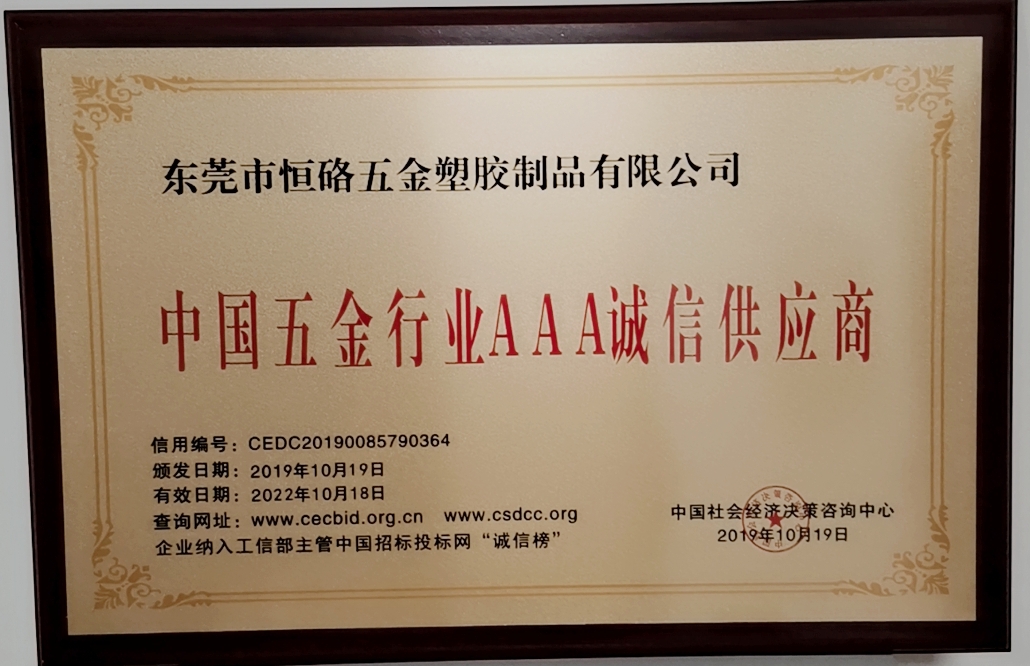 东莞市恒硌五金塑胶制品有限公司
中国五金行业AAA诚信供应商
信用编号：CEDC20190085790364
颁发日期：2019年10月19日
有效日期：2022年10月18日
查询网址：www.cecbid.org.cn www.csdcc.org
企业纳入工信部主管中国招标投标网“诚信榜”
中国社会经济决策咨询中心
2019年10月19日